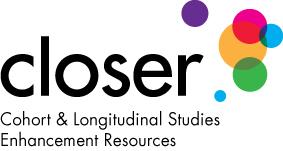 closer
Cohort & Longitudinal Studies
Enhancement Resources